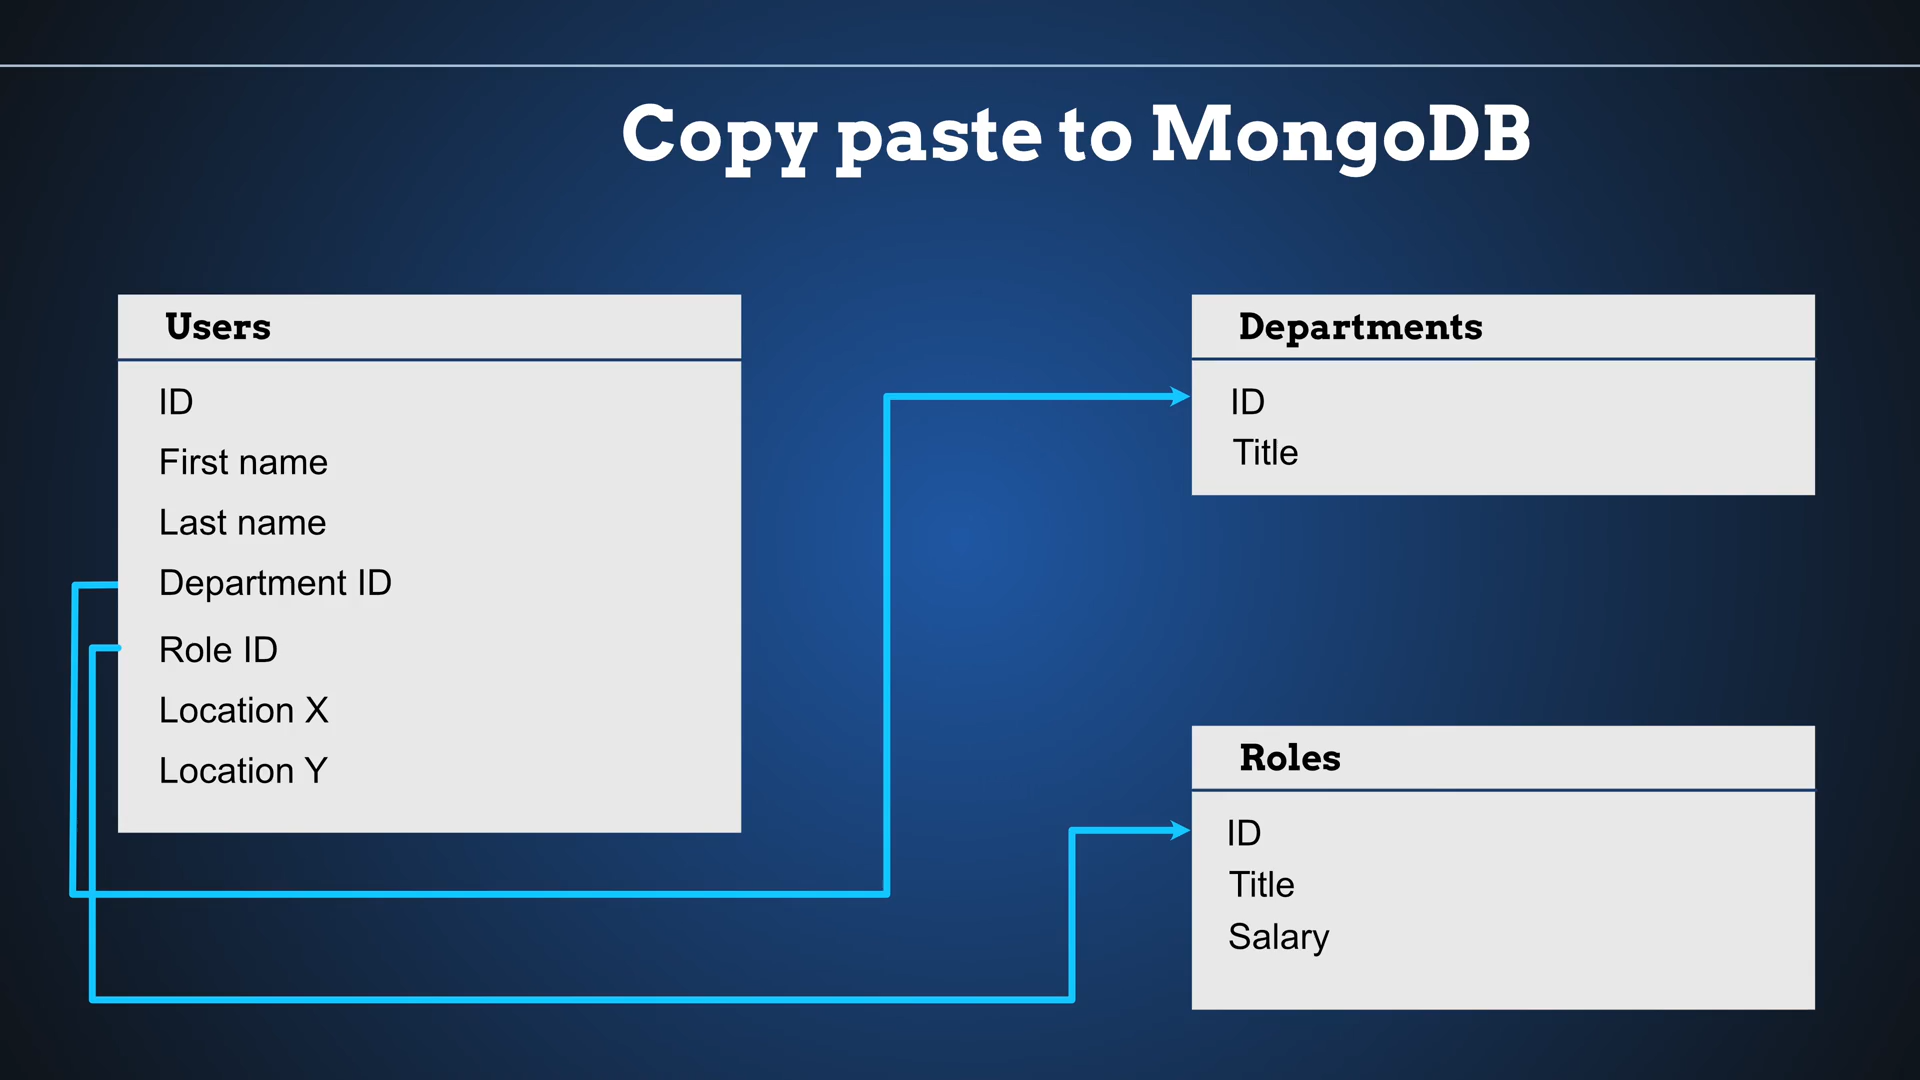 Copy paste to MongoDB
Users
ID
First name
Last name
Department ID
Role ID
Location X
Location Y
Departments
ID
Title
Roles
ID
Title
Salary